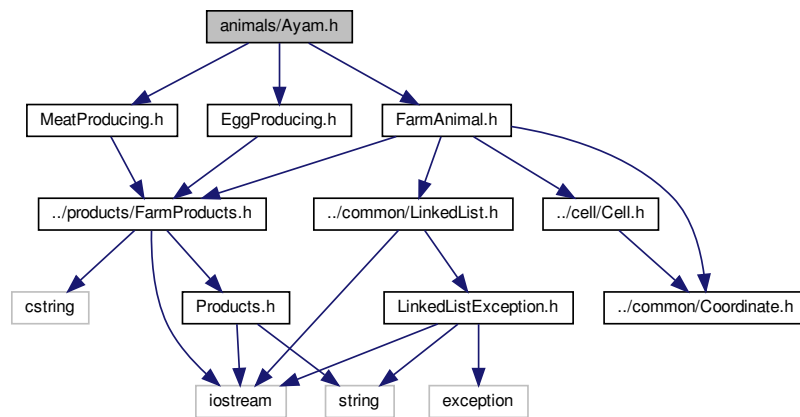 animals/Ayam.h
MeatProducing.h
EggProducing.h
FarmAnimal.h
../products/FarmProducts.h
../common/LinkedList.h
../cell/Cell.h
cstring
Products.h
LinkedListException.h
../common/Coordinate.h
iostream
string
exception